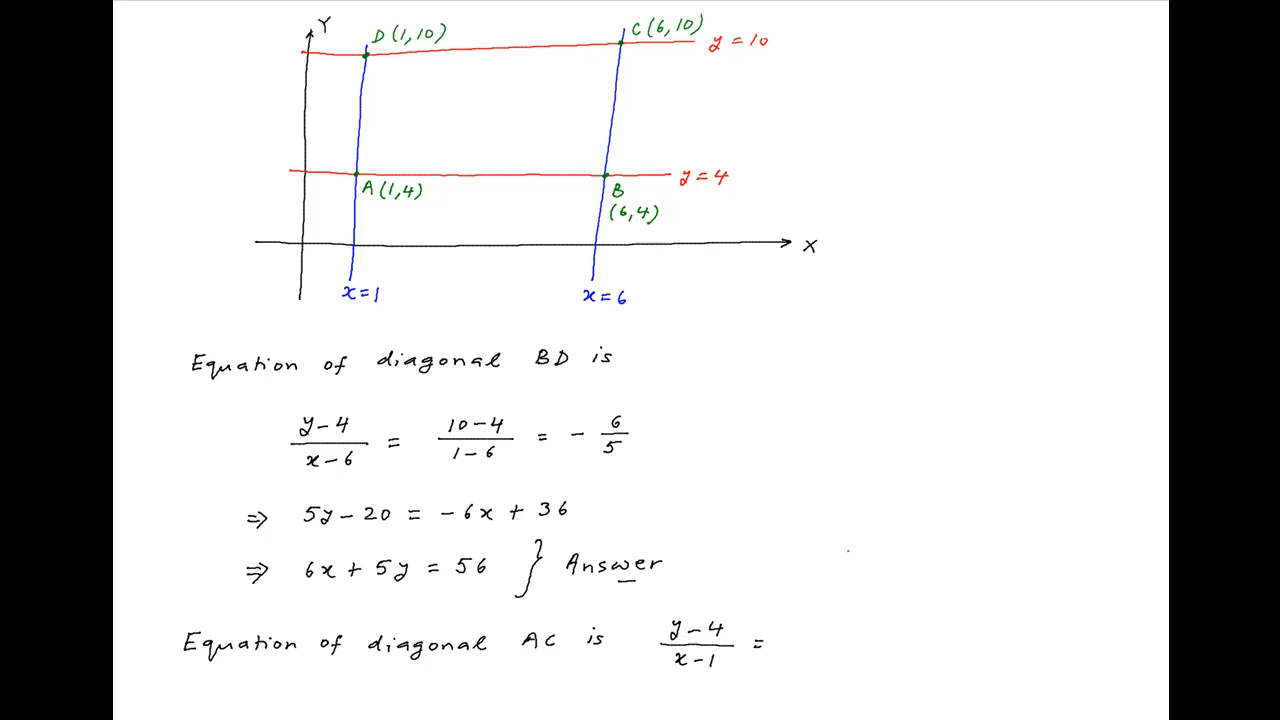 Y
D (1, 10)
C (6, 10)
y = 10
A (1, 4)
B
(6, 4)
y = 4
X
x = 1
x = 6
Equation of diagonal BD is
y - 4 / x - 6 = 10 - 4 / 1 - 6 = - 6 / 5
⇒ 5y - 20 = - 6x + 36
⇒ 6x + 5y = 56 } Answer
Equation of diagonal AC is y - 4 / x - 1 =